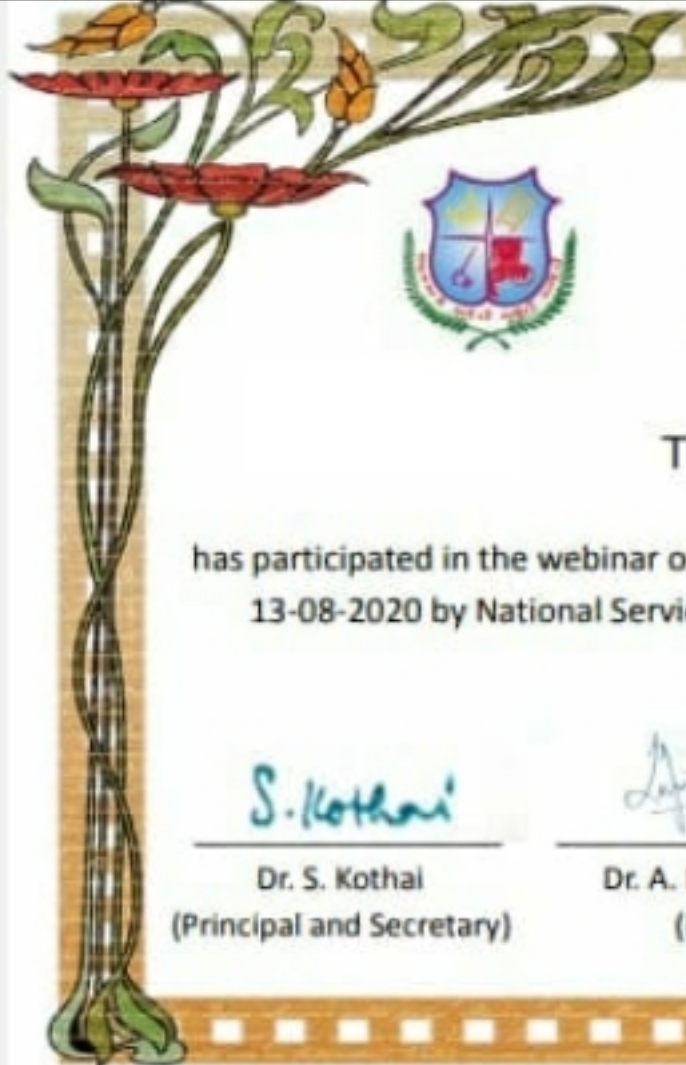 T
has participated in the webinar o
13-08-2020 by National Servi
S. Kothai
Dr. S. Kothai
Dr. A.
(Principal and Secretary)
(